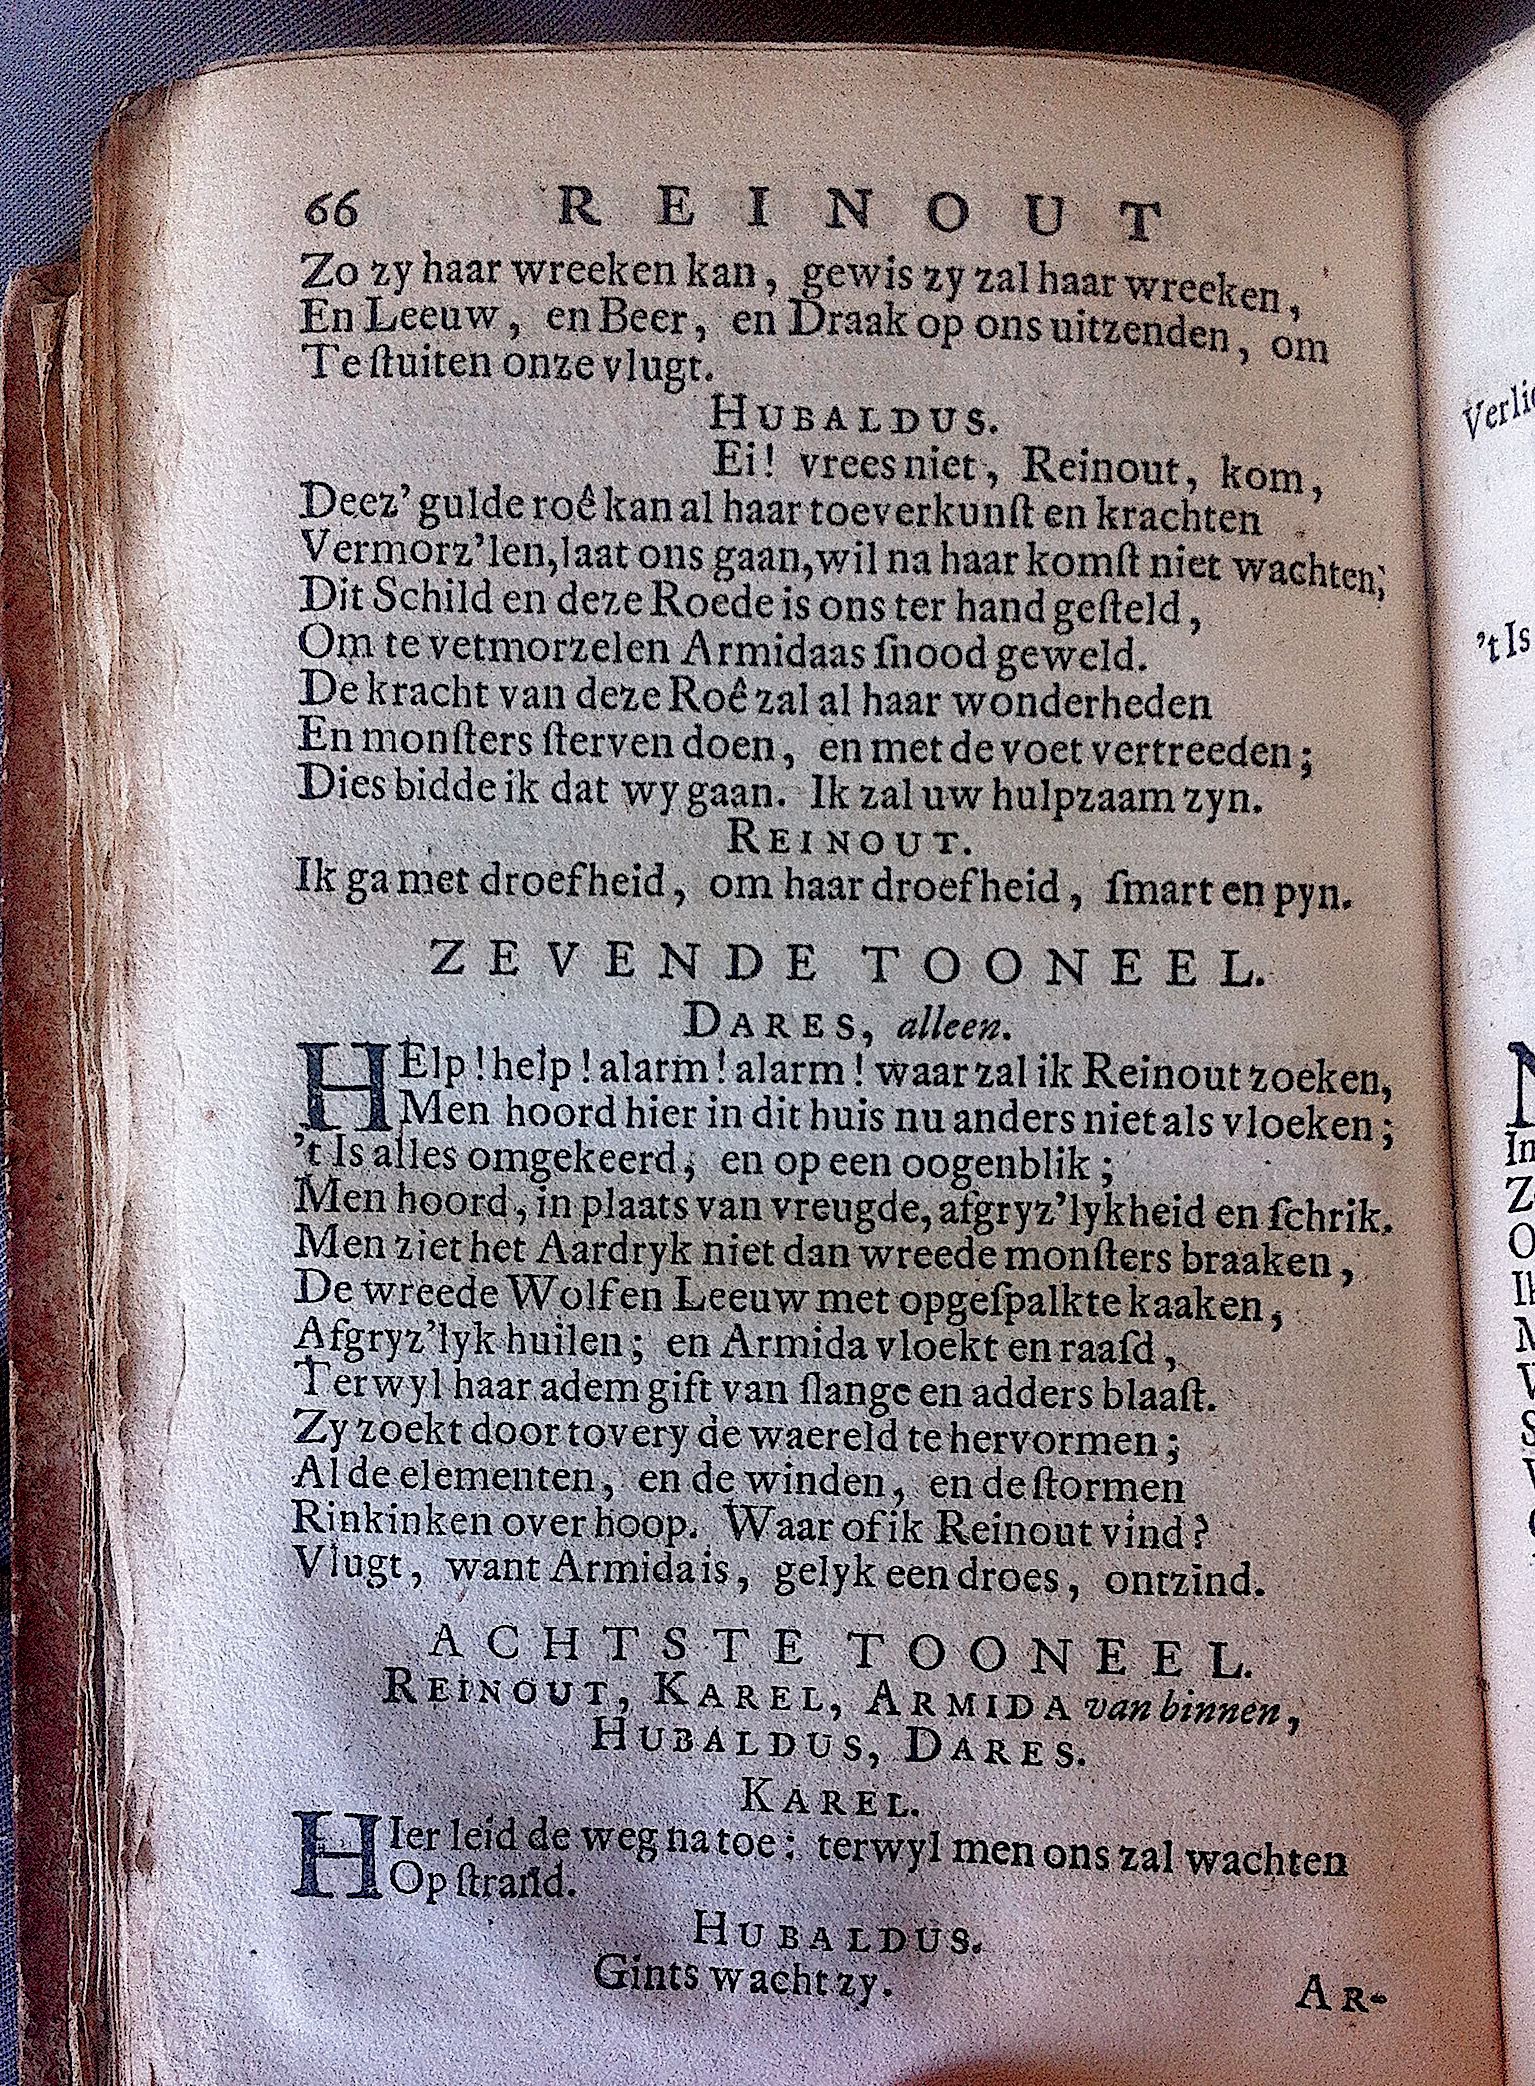 66 REINOUT
Zo zy haar wreeken kan, gewis zy zal haar wreeken,
En Leeuw, en Beer, en Draak op ons uitzenden, om
Te ſtuiten onze vlugt.
HUBALDUS.
Ei! vrees niet, Reinout, kom,
Deez' gulde roê kan al haar toeverkunſt en krachten
Vermorz'len, laat ons gaan, wil na haar komſt niet wachten;
Dit Schild en deze Roede is ons ter hand geſteld,
Om te vetmorzelen Armidaas ſnood geweld.
De kracht van deze Roê zal al haar wonderheden
En monſters ſterven doen, en met de voet vertreeden;
Dies bidde ik dat wy gaan. Ik zal uw hulpzaam zyn.
REINOUT.
Ik ga met droefheid, om haar droefheid, ſmart en pyn.
ZEVENDE TOONEEL.
DARES, alleen.
HElp! help! alarm! alarm! waar zal ik Reinout zoeken,
Men hoord hier in dit huis nu anders niet als vloeken;
't Is alles omgekeerd, en op een oogenblik;
Men hoord, in plaats van vreugde, afgryz'lykheid en ſchrik.
Men ziet het Aardryk niet dan wreede monſters braaken,
De wreede Wolf en Leeuw met opgeſpalkte kaaken,
Afgryz'lyk huilen; en Armida vloekt en raaſd,
Terwyl haar adem gift van ſlange en adders blaaſt.
Zy zoekt door tovery de waereld te hervormen;
Al de elementen, en de winden, en de ſtormen
Rinkinken over hoop. Waar of ik Reinout vind?
Vlugt, want Armida is, gelyk een droes, ontzind.
ACHTSTE TOONEEL.
REINOUT, KAREL, ARMIDA van binnen,
HUBALDUS, DARES.
KAREL.
HIer leid de weg na toe: terwyl men ons zal wachten
Op ſtrand.
HUBALDUS.
Gints wacht zy.
AR-
't Is